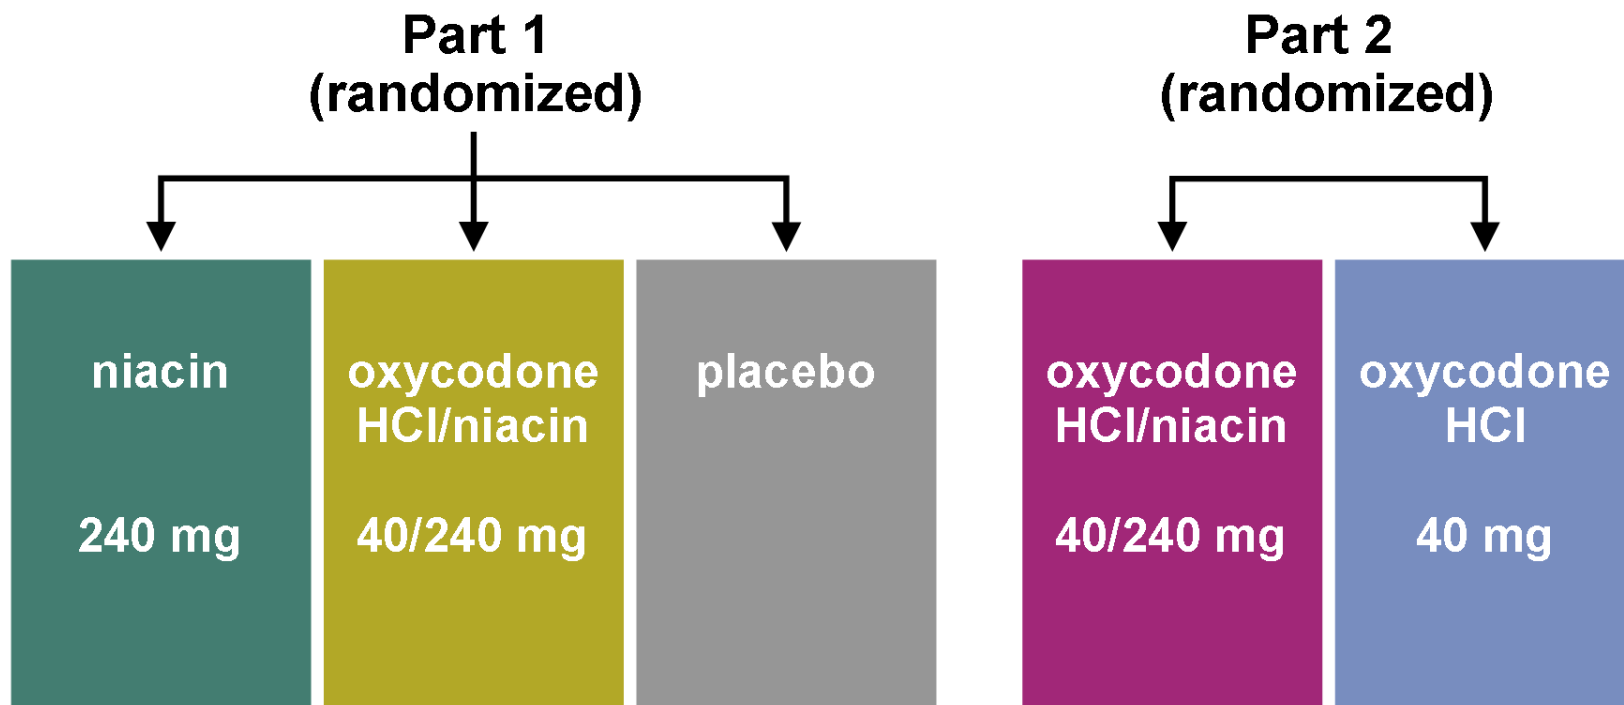 Part 1
(randomized)
Part 2
(randomized)
niacin
240 mg
oxycodone
HCl/niacin
40/240 mg
placebo
oxycodone
HCl/niacin
40/240 mg
oxycodone
HCl
40 mg